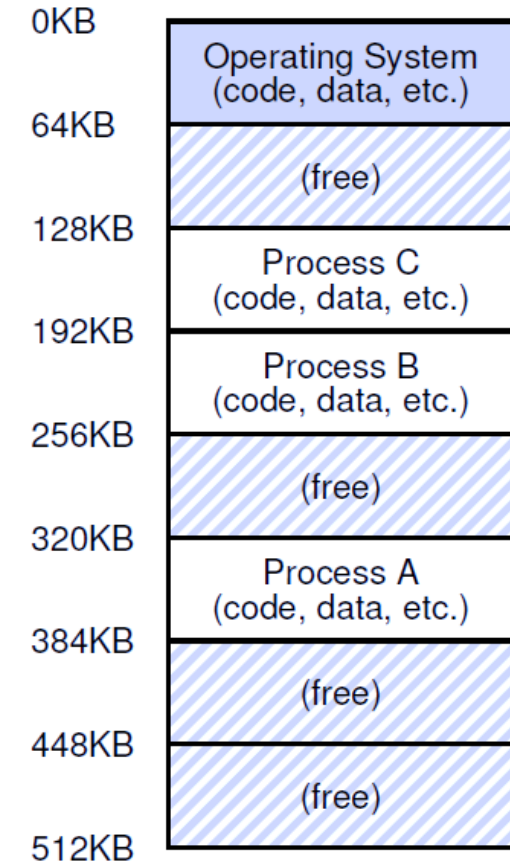 0KB
Operating System
(code, data, etc.)
64KB
(free)
128KB
Process C
(code, data, etc.)
192KB
Process B
(code, data, etc.)
256KB
(free)
320KB
Process A
(code, data, etc.)
384KB
(free)
448KB
(free)
512KB